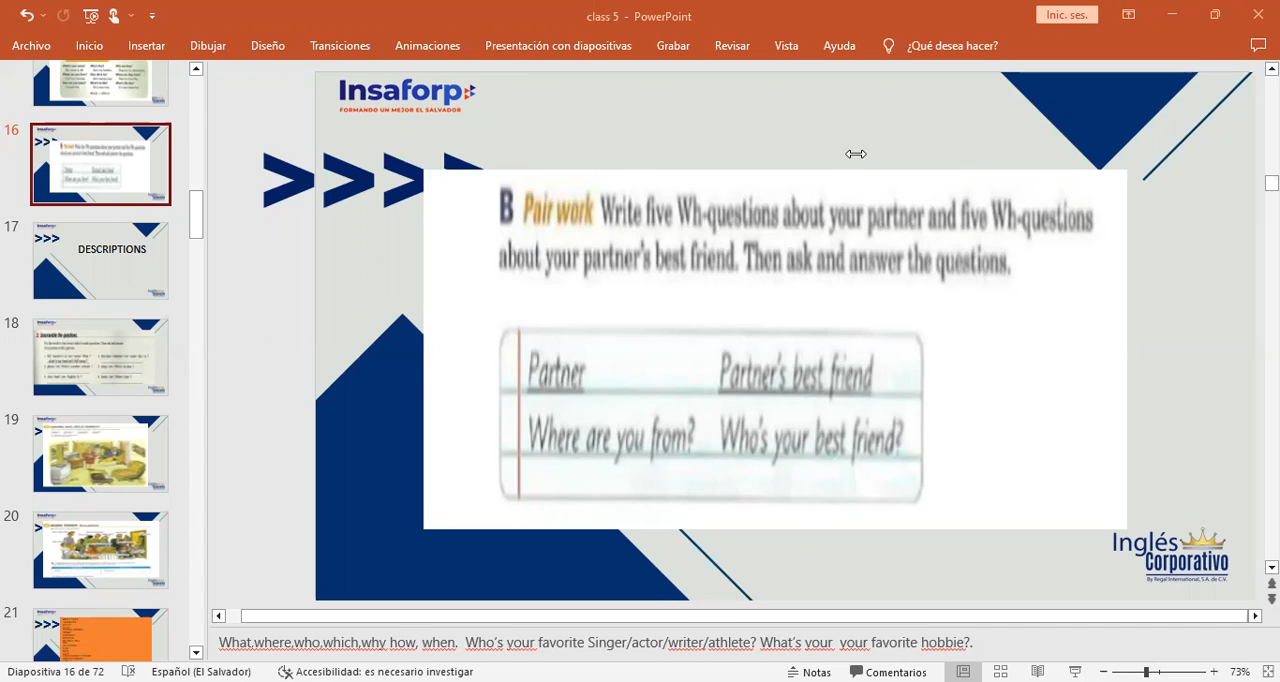 class 5 - PowerPoint
Inic. ses.
Archivo Inicio Insertar Dibujar Diseño Transiciones Animaciones Presentación con diapositivas Grabar Revisar Vista Ayuda ¿Qué desea hacer?
16
17
DESCRIPTIONS
18
19
20
21
Insaforp
FORMANDO UN MEJOR EL SALVADOR
B Pair work Write five Wh-questions about your partner and five Wh-questions
about your partner's best friend. Then ask and answer the questions.
Partner Partner's best friend
Where are you from? Who's your best friend?
Inglés
Corporativo
By Regal International, S.A. de C.V.
What,where,who,which,why how, when. Who's your favorite Singer/actor/writer/athlete? What's your your favorite hobbie?.
Diapositiva 16 de 72 Español (El Salvador) Accesibilidad: es necesario investigar Notas Comentarios 73%